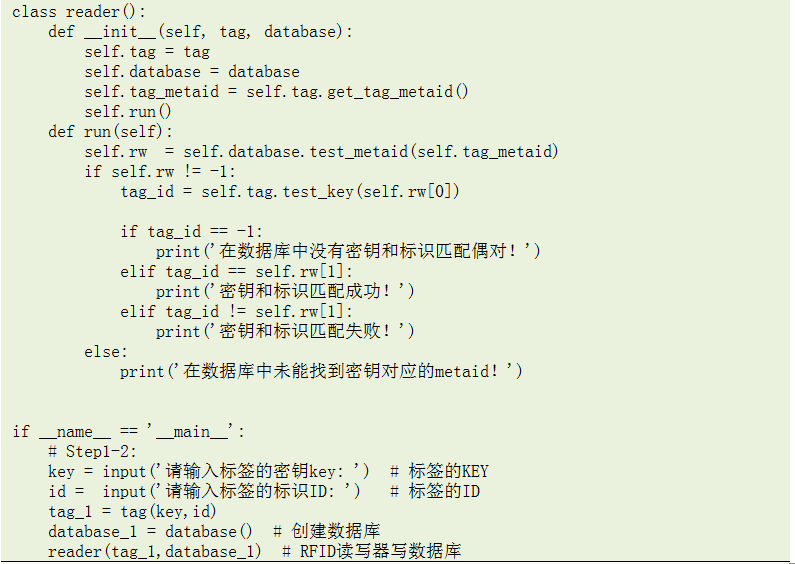 class reader():
    def __init__(self, tag, database):
        self.tag = tag
        self.database = database
        self.tag_metaid = self.tag.get_tag_metaid()
        self.run()
    def run(self):
        self.rw  = self.database.test_metaid(self.tag_metaid)
        if self.rw != -1:
            tag_id = self.tag.test_key(self.rw[0])
            if tag_id == -1:
                print('在数据库中没有密钥和标识匹配偶对！')
            elif tag_id == self.rw[1]:
                print('密钥和标识匹配成功！')
            elif tag_id != self.rw[1]:
                print('密钥和标识匹配失败！')
        else:
            print('在数据库中未能找到密钥对应的metaid！')
if __name__ == '__main__':
    # Step1-2:
    key = input('请输入标签的密钥key: ')  # 标签的KEY
    id =  input('请输入标签的标识ID: ')   # 标签的ID
    tag_1 = tag(key,id)
    database_1 = database()  # 创建数据库
    reader(tag_1,database_1)  # RFID读写器写数据库